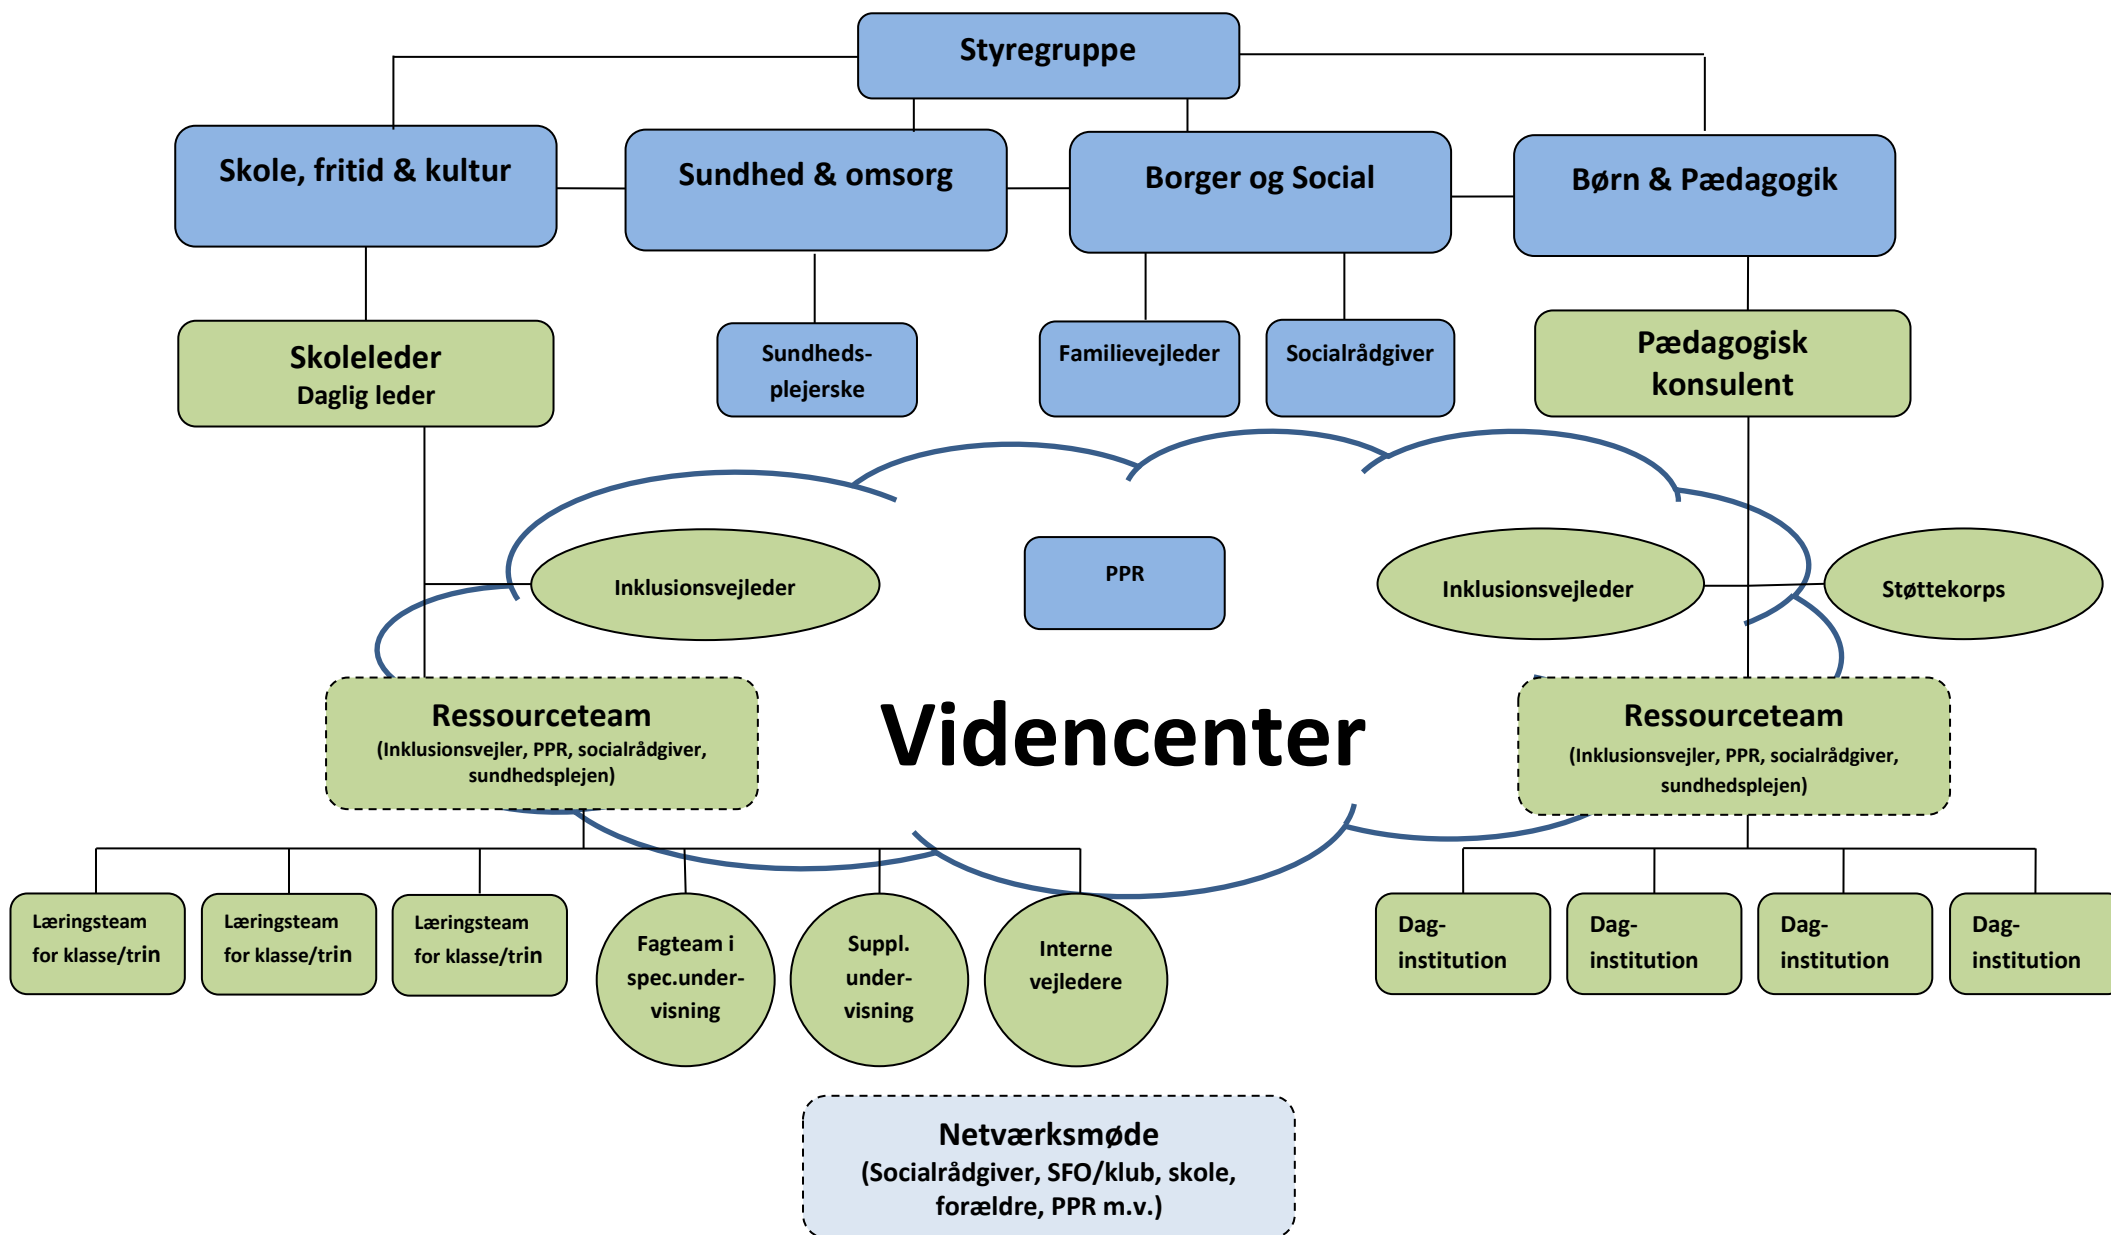 Styregruppe
Skole, fritid & kultur
Sundhed & omsorg
Borger og Social
Børn & Pædagogik
Skoleleder
Daglig leder
Sundheds-
plejerske
Familievejleder
Socialrådgiver
Pædagogisk
konsulent
Inklusionsvejleder
PPR
Inklusionsvejleder
Støttekorps
Ressourceteam
(Inklusionsvejler, PPR, socialrådgiver,
sundhedsplejen)
Videncenter
Ressourceteam
(Inklusionsvejler, PPR, socialrådgiver,
sundhedsplejen)
Læringsteam
for klasse/trin
Læringsteam
for klasse/trin
Læringsteam
for klasse/trin
Fagteam i
spec.under-
visning
Suppl.
under-
visning
Interne
vejledere
Dag-
institution
Dag-
institution
Dag-
institution
Dag-
institution
Netværksmøde
(Socialrådgiver, SFO/klub, skole,
forældre, PPR m.v.)